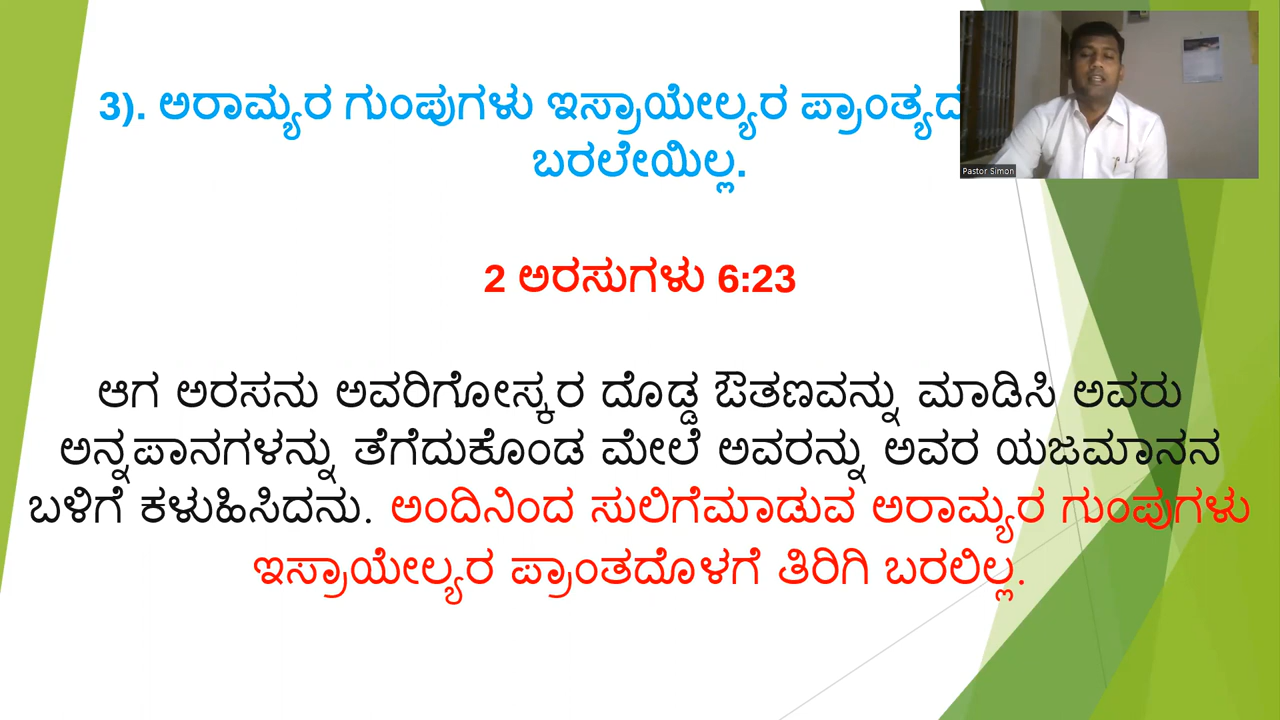 3). ಅರಾಮ್ಯರ ಗುಂಪುಗಳು ಇಸ್ರಾಯೇಲ್ಯರ
ಬರಲೇಯಿಲ್ಲ.
Pastor Simon
2 ಅರಸುಗಳು 6:23
ಆಗ ಅರಸನು ಅವರಿಗೋಸ್ಕರ ದೊಡ್ಡ ಔತಣವನ್ನು ಮಾಡಿಸಿ ಅವರು
ಅನ್ನಪಾನಗಳನ್ನು ತೆಗೆದುಕೊಂಡ ಮೇಲೆ ಅವರನ್ನು ಅವರ ಯಜಮಾನನ
ಬಳಿಗೆ ಕಳುಹಿಸಿದನು. ಅಂದಿನಿಂದ ಸುಲಿಗೆಮಾಡುವ ಅರಾಮ್ಯರ ಗುಂಪುಗಳು
ಇಸ್ರಾಯೇಲ್ಯರ ಪ್ರಾಂತದೊಳಗೆ ತಿರಿಗಿ ಬರಲಿಲ್ಲ.